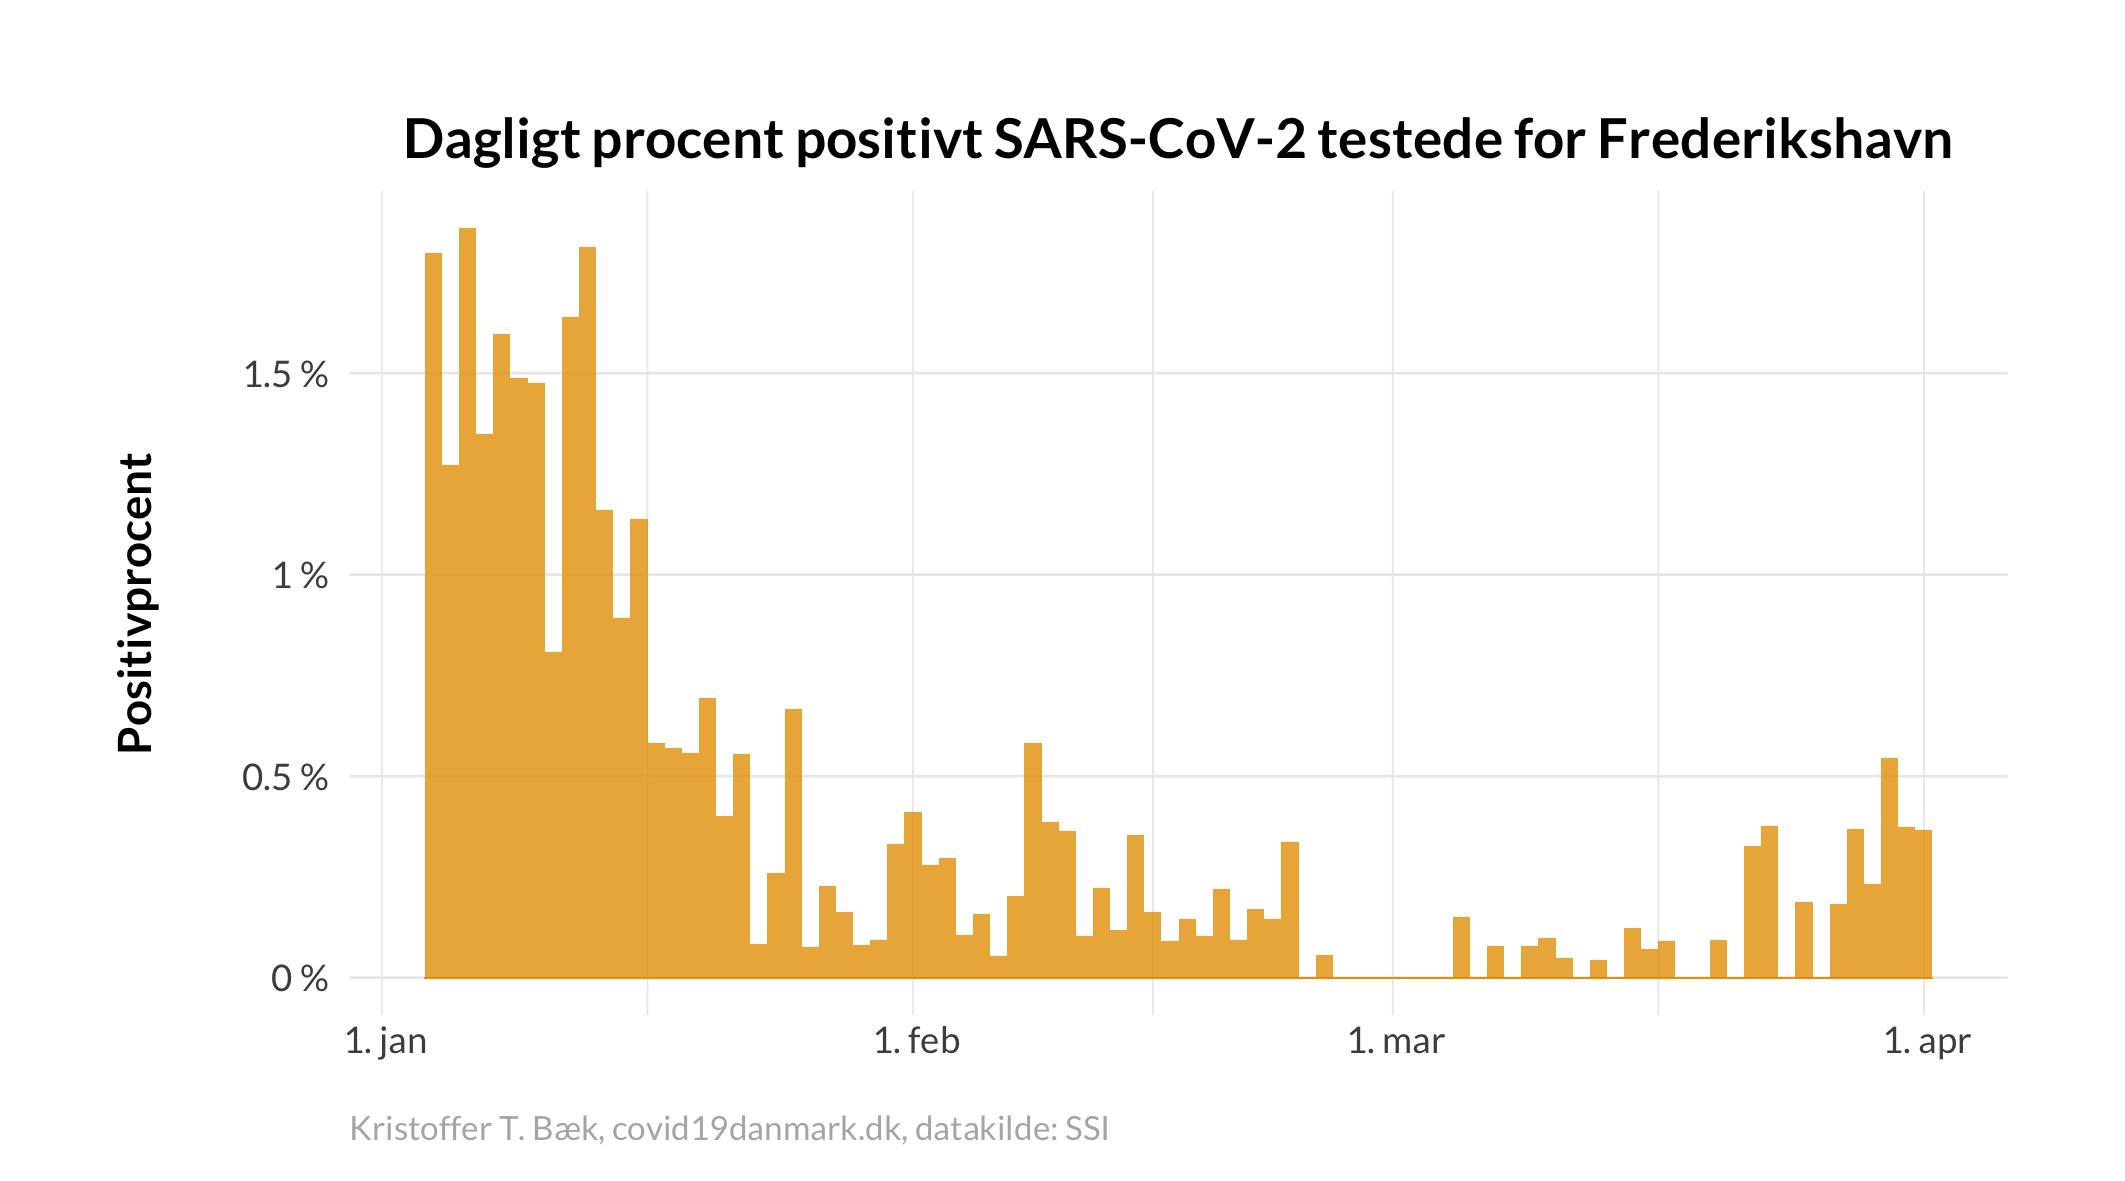 Dagligt procent positivt SARS-CoV-2 testede for Frederikshavn
Positivprocent
1.5 %
1 %
0.5 %
0 %
1. jan
1. feb
1. mar
1. apr
Kristoffer T. Bæk, covid19danmark.dk, datakilde: SSI